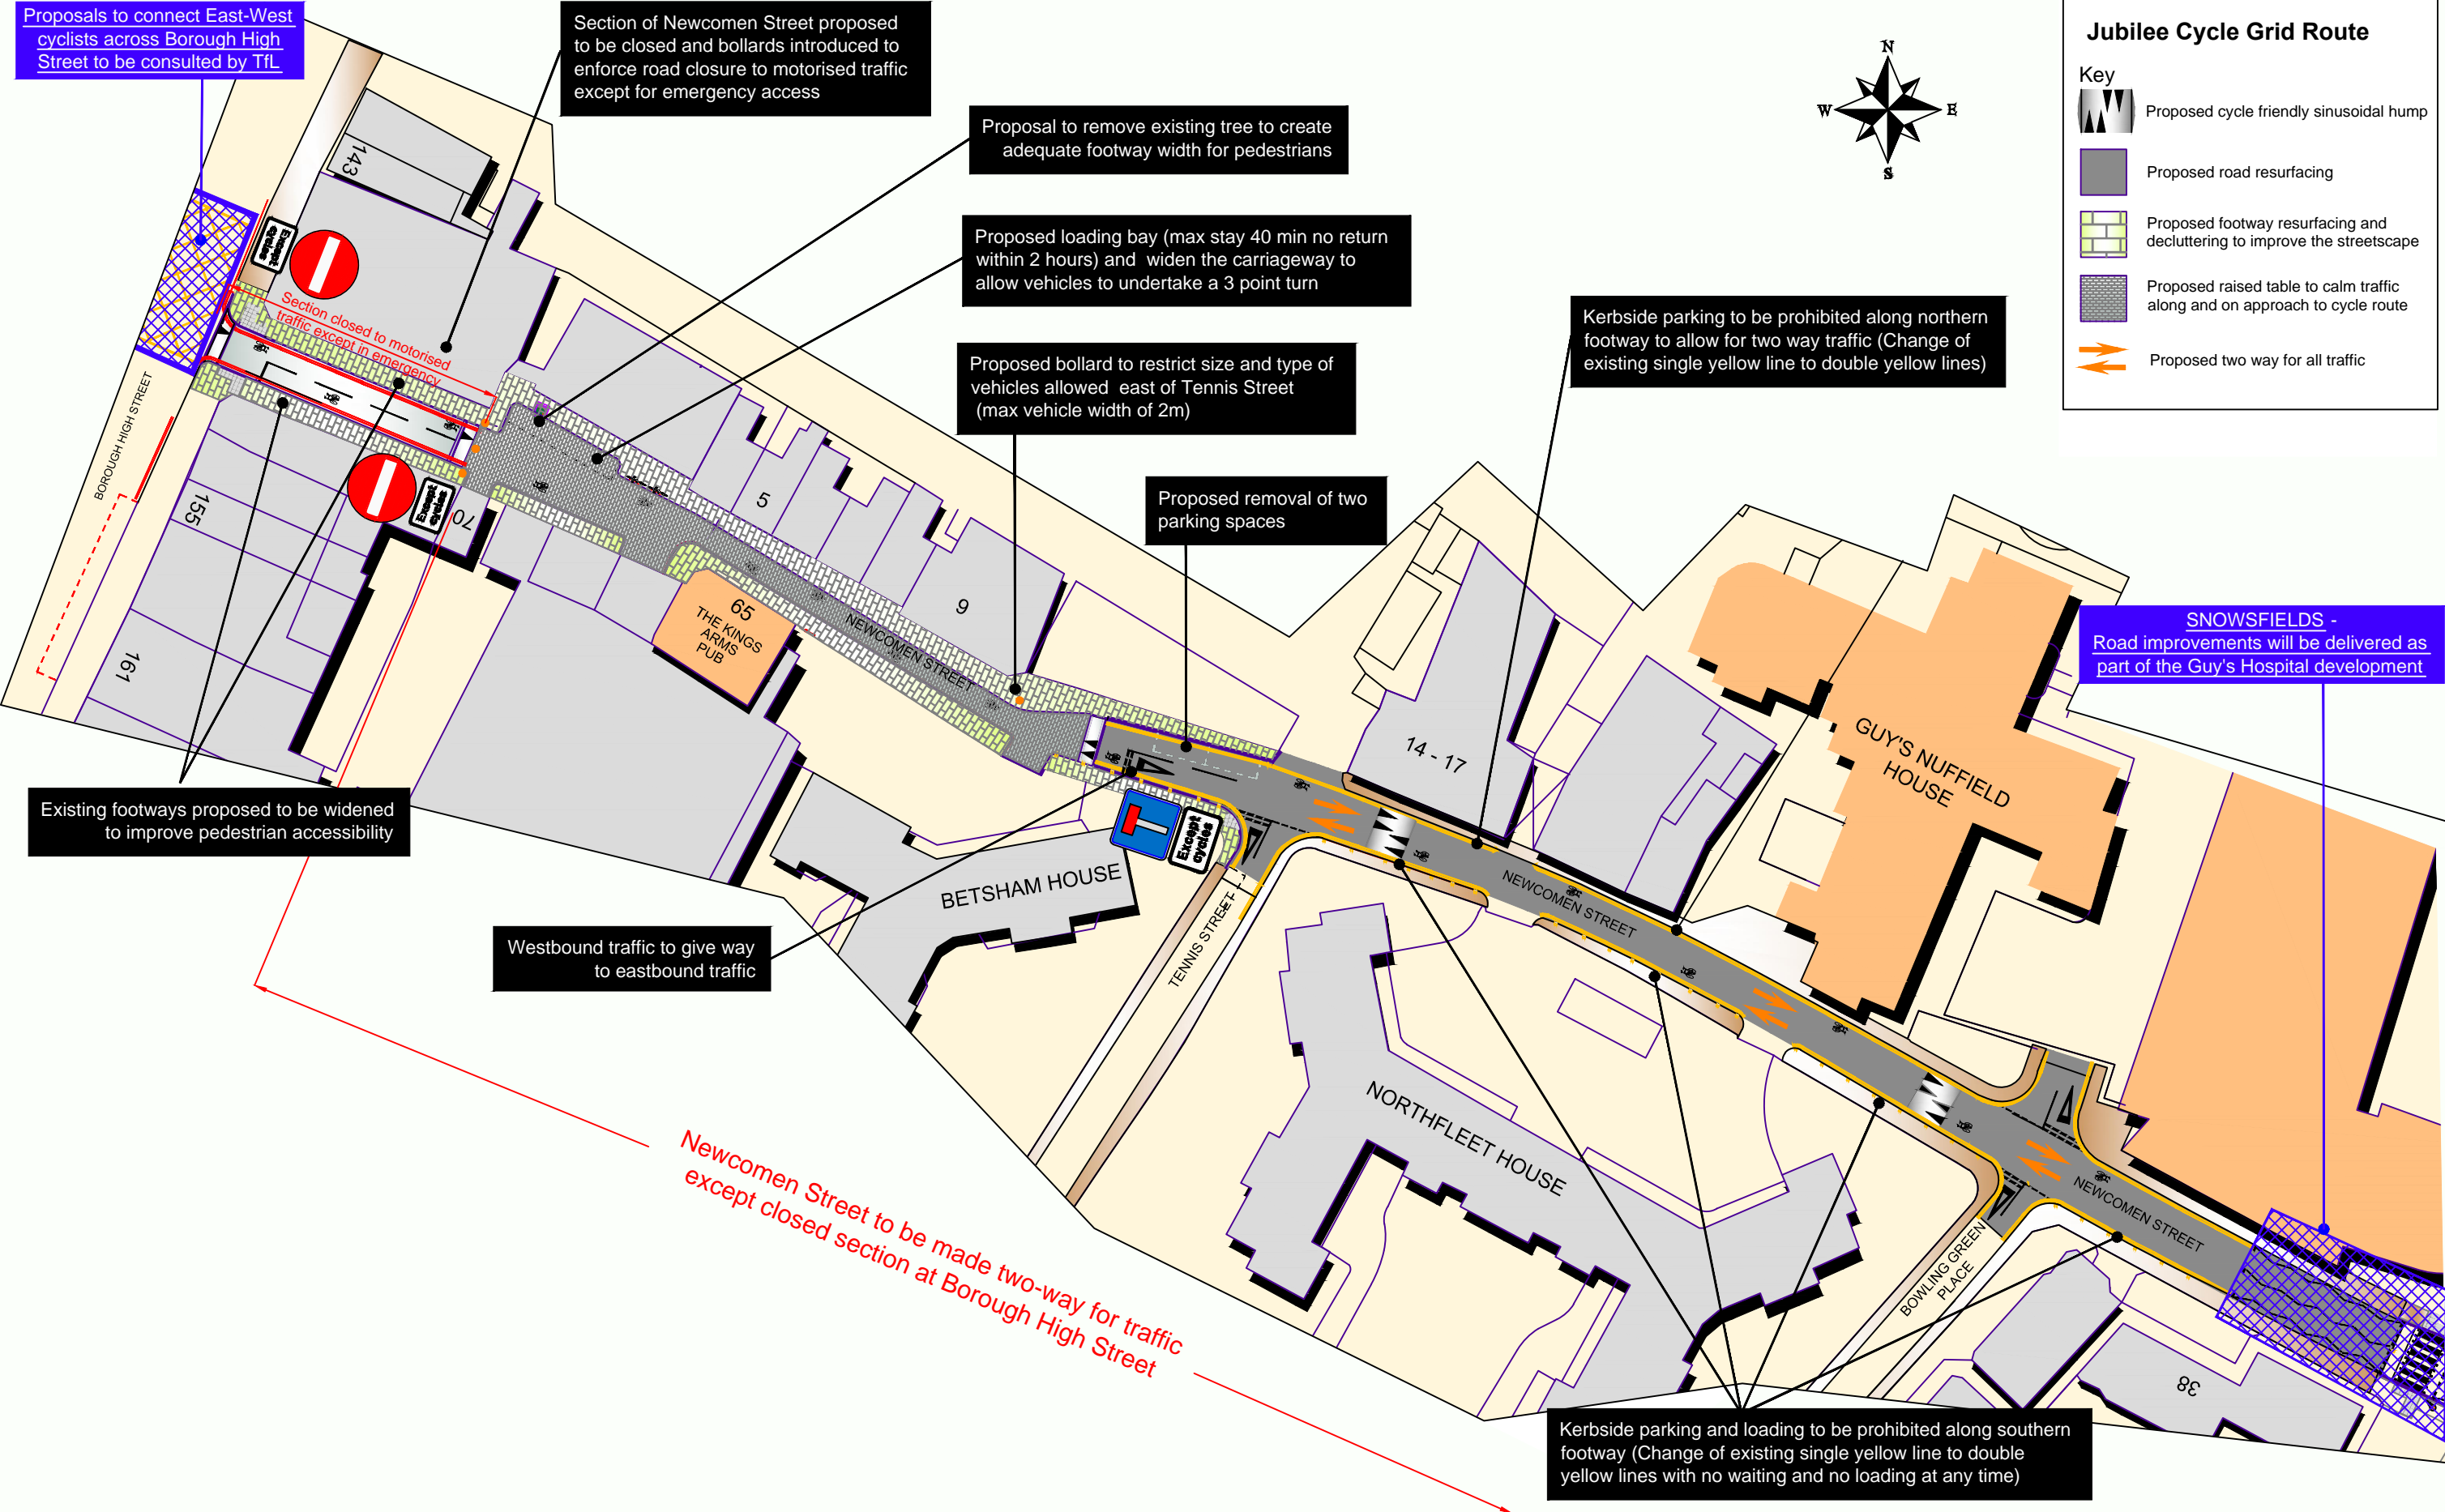 Proposals to connect East-West
cyclists across Borough High
Street to be consulted by TfL
Section of Newcomen Street proposed
to be closed and bollards introduced to
enforce road closure to motorised traffic
except for emergency access
Proposal to remove existing tree to create
adequate footway width for pedestrians
Proposed loading bay (max stay 40 min no return
within 2 hours) and widen the carriageway to
allow vehicles to undertake a 3 point turn
Proposed bollard to restrict size and type of
vehicles allowed east of Tennis Street
(max vehicle width of 2m)
Proposed removal of two
parking spaces
Kerbside parking to be prohibited along northern
footway to allow for two way traffic (Change of
existing single yellow line to double yellow lines)
N
W
E
S
Jubilee Cycle Grid Route
Key
Proposed cycle friendly sinusoidal hump
Proposed road resurfacing
Proposed footway resurfacing and
decluttering to improve the streetscape
Proposed raised table to calm traffic
along and on approach to cycle route
Proposed two way for all traffic
143
Except
cycles
Section closed to motorised
traffic except in emergency
BOROUGH HIGH STREET
155
161
Except
cycles
70
5
9
65
THE KINGS
ARMS
PUB
NEWCOMEN STREET
14 - 17
GUY'S NUFFIELD
HOUSE
SNOWSFIELDS -
Road improvements will be delivered as
part of the Guy's Hospital development
Existing footways proposed to be widened
to improve pedestrian accessibility
Except
cycles
BETSHAM HOUSE
Westbound traffic to give way
to eastbound traffic
TENNIS STREET
NEWCOMEN STREET
NORTHFLEET HOUSE
NEWCOMEN STREET
BOWLING GREEN
PLACE
38
Newcomen Street to be made two-way for traffic
except closed section at Borough High Street
Kerbside parking and loading to be prohibited along southern
footway (Change of existing single yellow line to double
yellow lines with no waiting and no loading at any time)